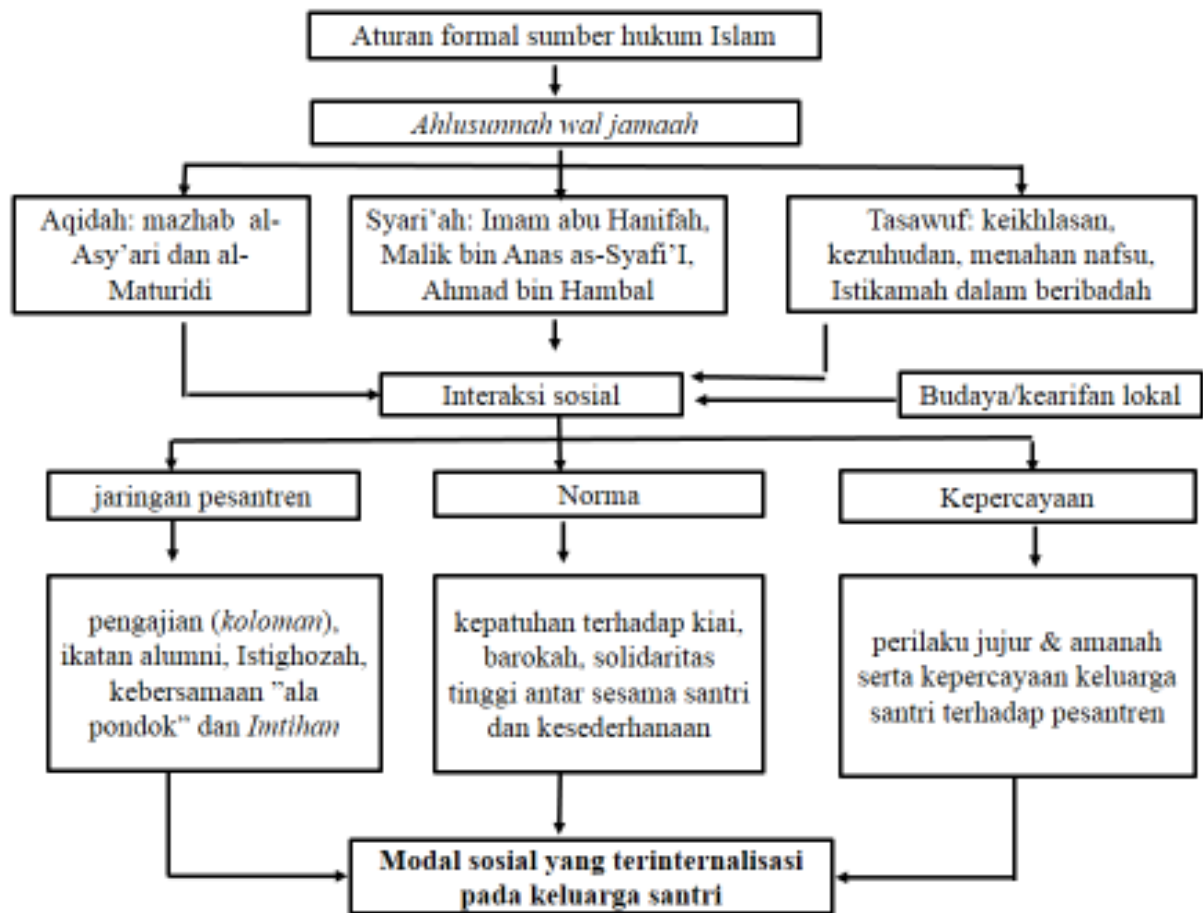 Aturan formal sumber hukum Islam
Ahlusunnah wal jamaah
Aqidah: mazhab al-
Asy'ari dan al-
Maturidi
Syari'ah: Imam abu Hanifah,
Malik bin Anas as-Syafi'I,
Ahmad bin Hambal
Tasawuf: keikhlasan,
kezuhudan, menahan nafsu,
Istikamah dalam beribadah
Interaksi sosial
Budaya/kearifan lokal
jaringan pesantren
Norma
Kepercayaan
pengajian (koloman),
ikatan alumni, Istighozah,
kebersamaan "ala
pondok" dan Imtihan
kepatuhan terhadap kiai,
barokah, solidaritas
tinggi antar sesama santri
dan kesederhanaan
perilaku jujur & amanah
serta kepercayaan keluarga
santri terhadap pesantren
Modal sosial yang terinternalisasi
pada keluarga santri